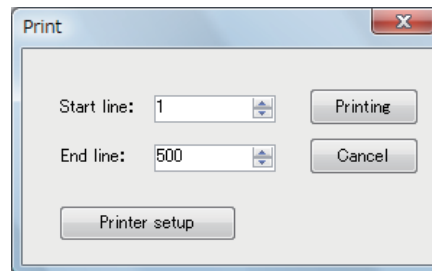 Print
Start line: 1
Printing
End line: 500
Cancel
Printer setup